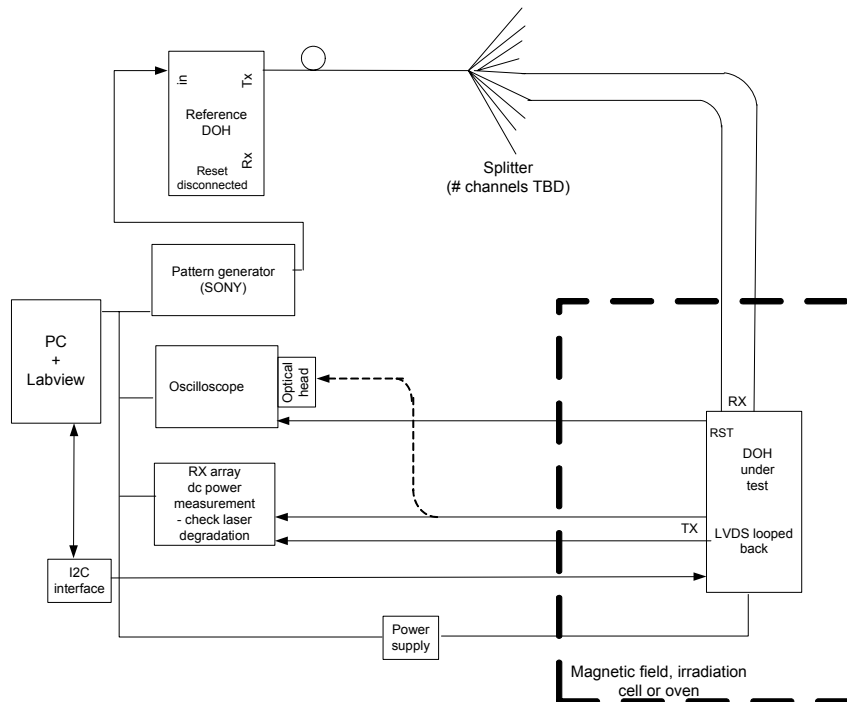 in
Tx
Reference
DOH
Rx
Reset
disconnected
Splitter
(# channels TBD)
Pattern generator
(SONY)
PC
+
Labview
Oscilloscope
Optical
head
RX
RST
DOH
under
test
RX array
dc power
measurement
- check laser
degradation
TX
LVDS looped
back
I2C
interface
Power
supply
Magnetic field, irradiation
cell or oven